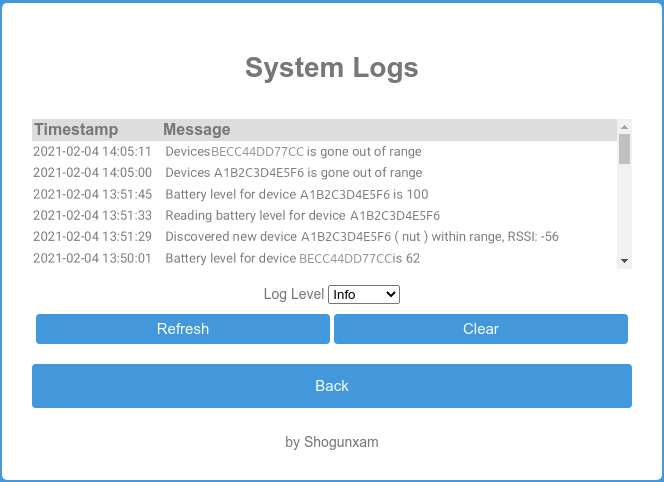 System Logs
Timestamp Message
2021-02-04 14:05:11 Devices BECC44DD77CC is gone out of range
2021-02-04 14:05:00 Devices A1B2C3D4E5F6 is gone out of range
2021-02-04 13:51:45 Battery level for device A1B2C3D4E5F6 is 100
2021-02-04 13:51:33 Reading battery level for device A1B2C3D4E5F6
2021-02-04 13:51:29 Discovered new device A1B2C3D4E5F6 ( nut ) within range, RSSI: -56
2021-02-04 13:50:01 Battery level for device BECC44DD77CC is 62
Log Level Info
Refresh Clear
Back
by Shogunxam